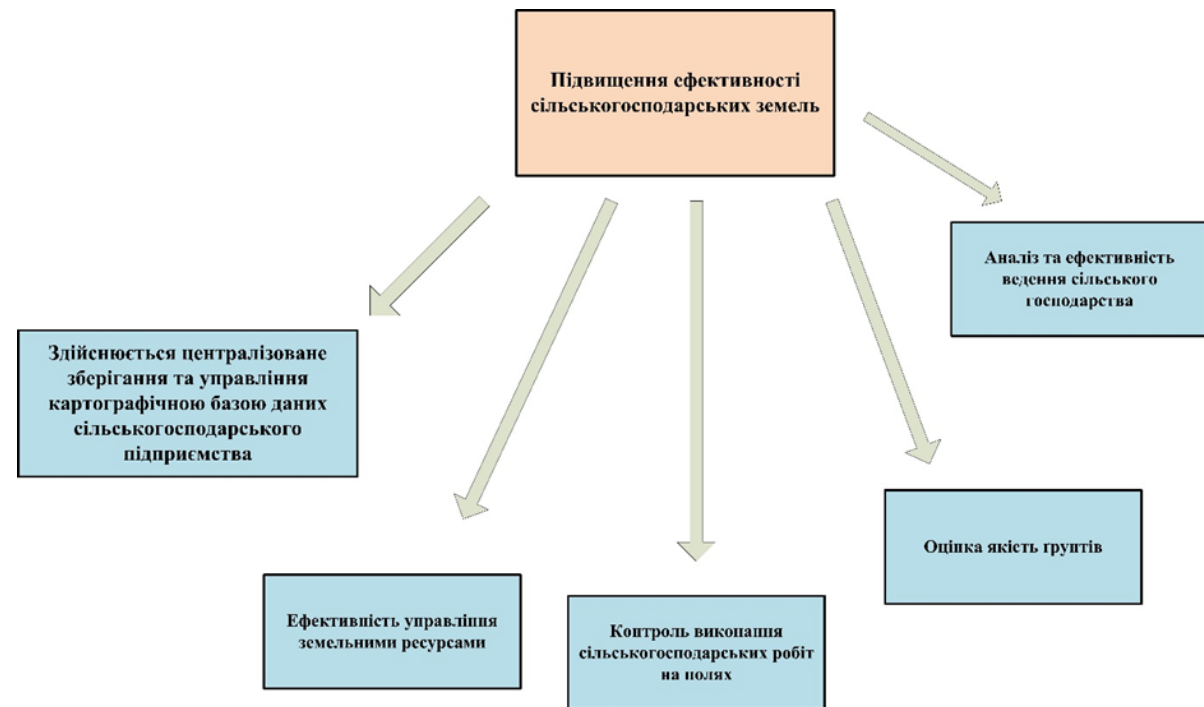 Підвищення ефективності
сільськогосподарських земель
Аналіз та ефективність
ведення сільського
господарства
Здійснюється централізоване
зберігання та управління
картографічною базою даних
сільськогосподарського
підприємства
Оцінка якість ґрунтів
Ефективність управління
земельними ресурсами
Контроль виконання
сільськогосподарських робіт
на полях